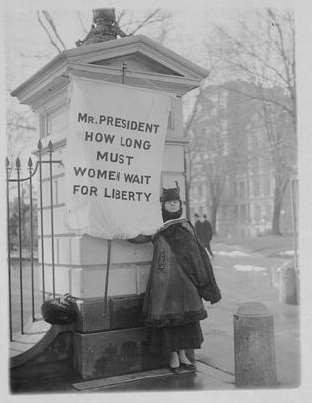 MR. PRESIDENT
HOW LONG
MUST
WOMEN WAIT
FOR LIBERTY